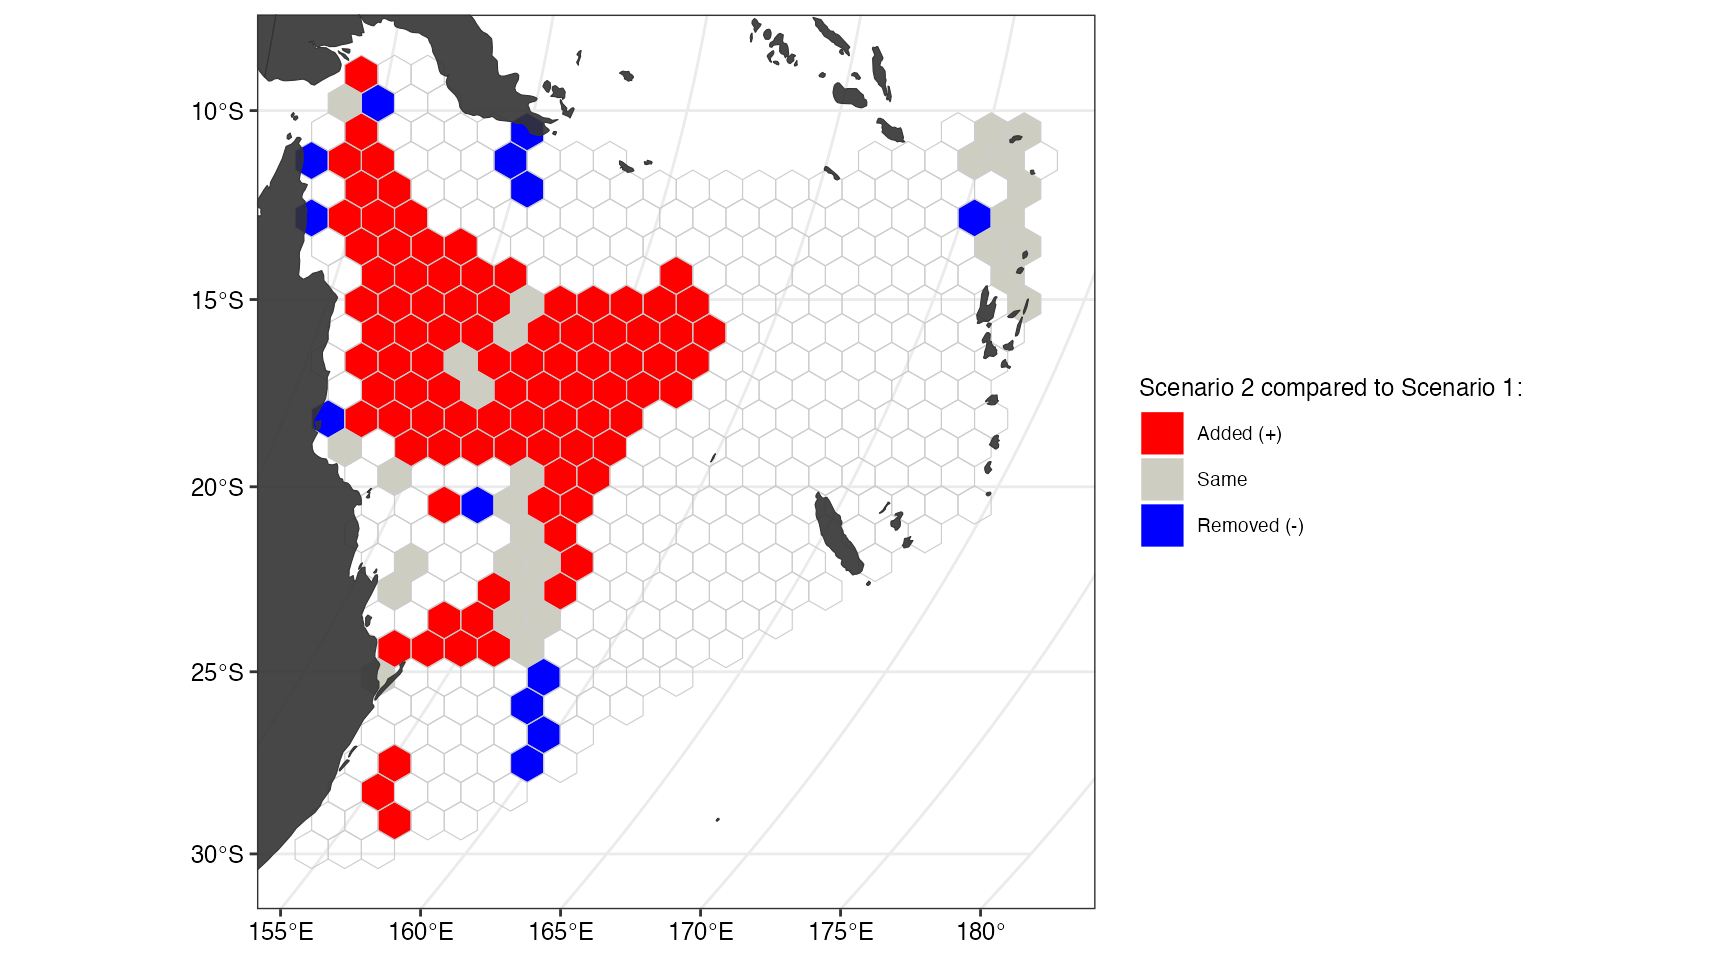 10°S
15°S
20°S
25°S
30°S
155°E
160°E
165°E
170°E
175°E
180°
Scenario 2 compared to Scenario 1:
Added (+)
Same
Removed (-)